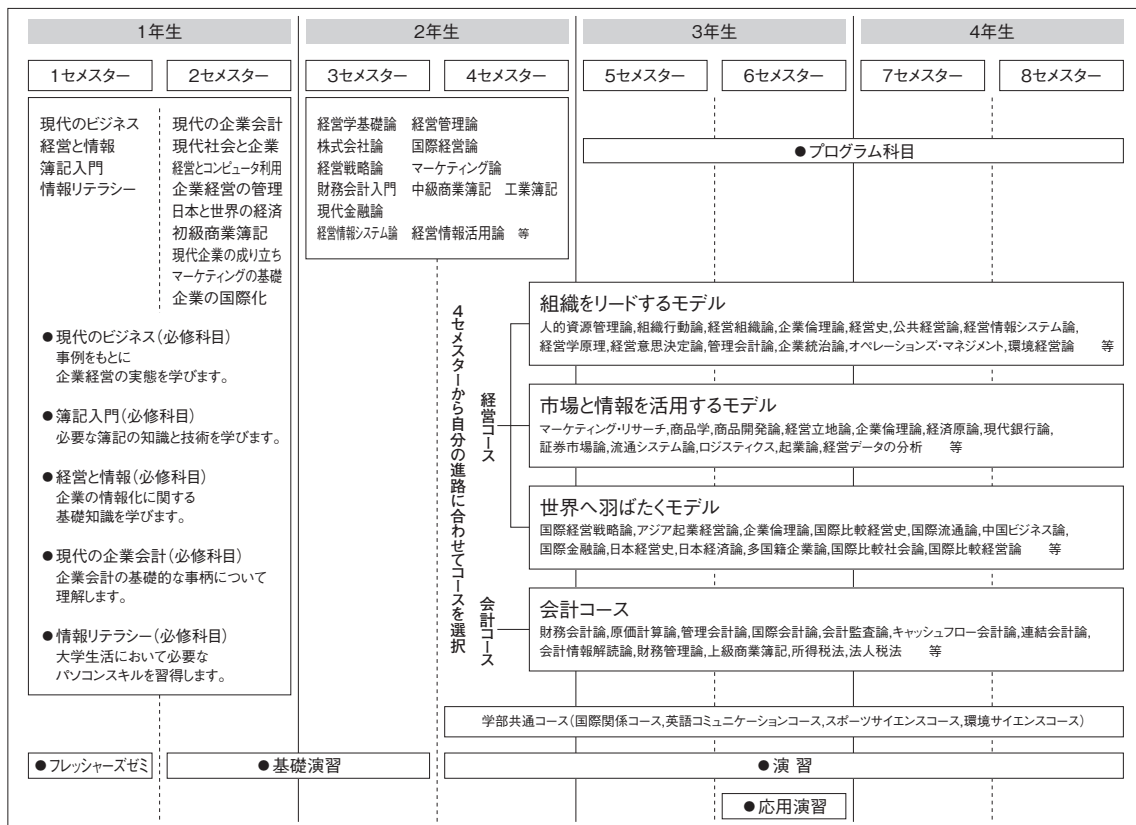 1年生
2年生
3年生
4年生
1セメスター
2セメスター
3セメスター
4セメスター
5セメスター
6セメスター
7セメスター
8セメスター
現代のビジネス
経営と情報
簿記入門
情報リテラシー
現代の企業会計
現代社会と企業
経営とコンピュータ利用
企業経営の管理
日本と世界の経済
初級商業簿記
現代企業の成り立ち
マーケティングの基礎
企業の国際化
●現代のビジネス(必修科目)
事例をもとに
企業経営の実態を学びます。
●簿記入門(必修科目)
必要な簿記の知識と技術を学びます。
●経営と情報(必修科目)
企業の情報化に関する
基礎知識を学びます。
●現代の企業会計(必修科目)
企業会計の基礎的な事柄について
理解します。
●情報リテラシー(必修科目)
大学生活において必要な
パソコンスキルを習得します。
経営学基礎論 経営管理論
株式会社論 国際経営論
経営戦略論 マーケティング論
財務会計入門 中級商業簿記 工業簿記
現代金融論
経営情報システム論 経営情報活用論 等
●プログラム科目
4セメスターから自分の進路に合わせてコースを選択
経営コース
組織をリードするモデル
人的資源管理論,組織行動論,経営組織論,企業倫理論,経営史,公共経営論,経営情報システム論,
経営学原理,経営意思決定論,管理会計論,企業統治論,オペレーションズ・マネジメント,環境経営論 等
市場と情報を活用するモデル
マーケティング・リサーチ,商品学,商品開発論,経営立地論,企業倫理論,経済原論,現代銀行論,
証券市場論,流通システム論,ロジスティクス,起業論,経営データの分析 等
世界へ羽ばたくモデル
国際経営戦略論,アジア起業経営論,企業倫理論,国際比較経営史,国際流通論,中国ビジネス論,
国際金融論,日本経営史,日本経済論,多国籍企業論,国際比較社会論,国際比較経営論 等
会計コース
会計コース
財務会計論,原価計算論,管理会計論,国際会計論,会計監査論,キャッシュフロー会計論,連結会計論,
会計情報解読論,財務管理論,上級商業簿記,所得税法,法人税法 等
学部共通コース(国際関係コース,英語コミュニケーションコース,スポーツサイエンスコース,環境サイエンスコース)
●フレッシャーズゼミ
●基礎演習
●演 習
●応用演習